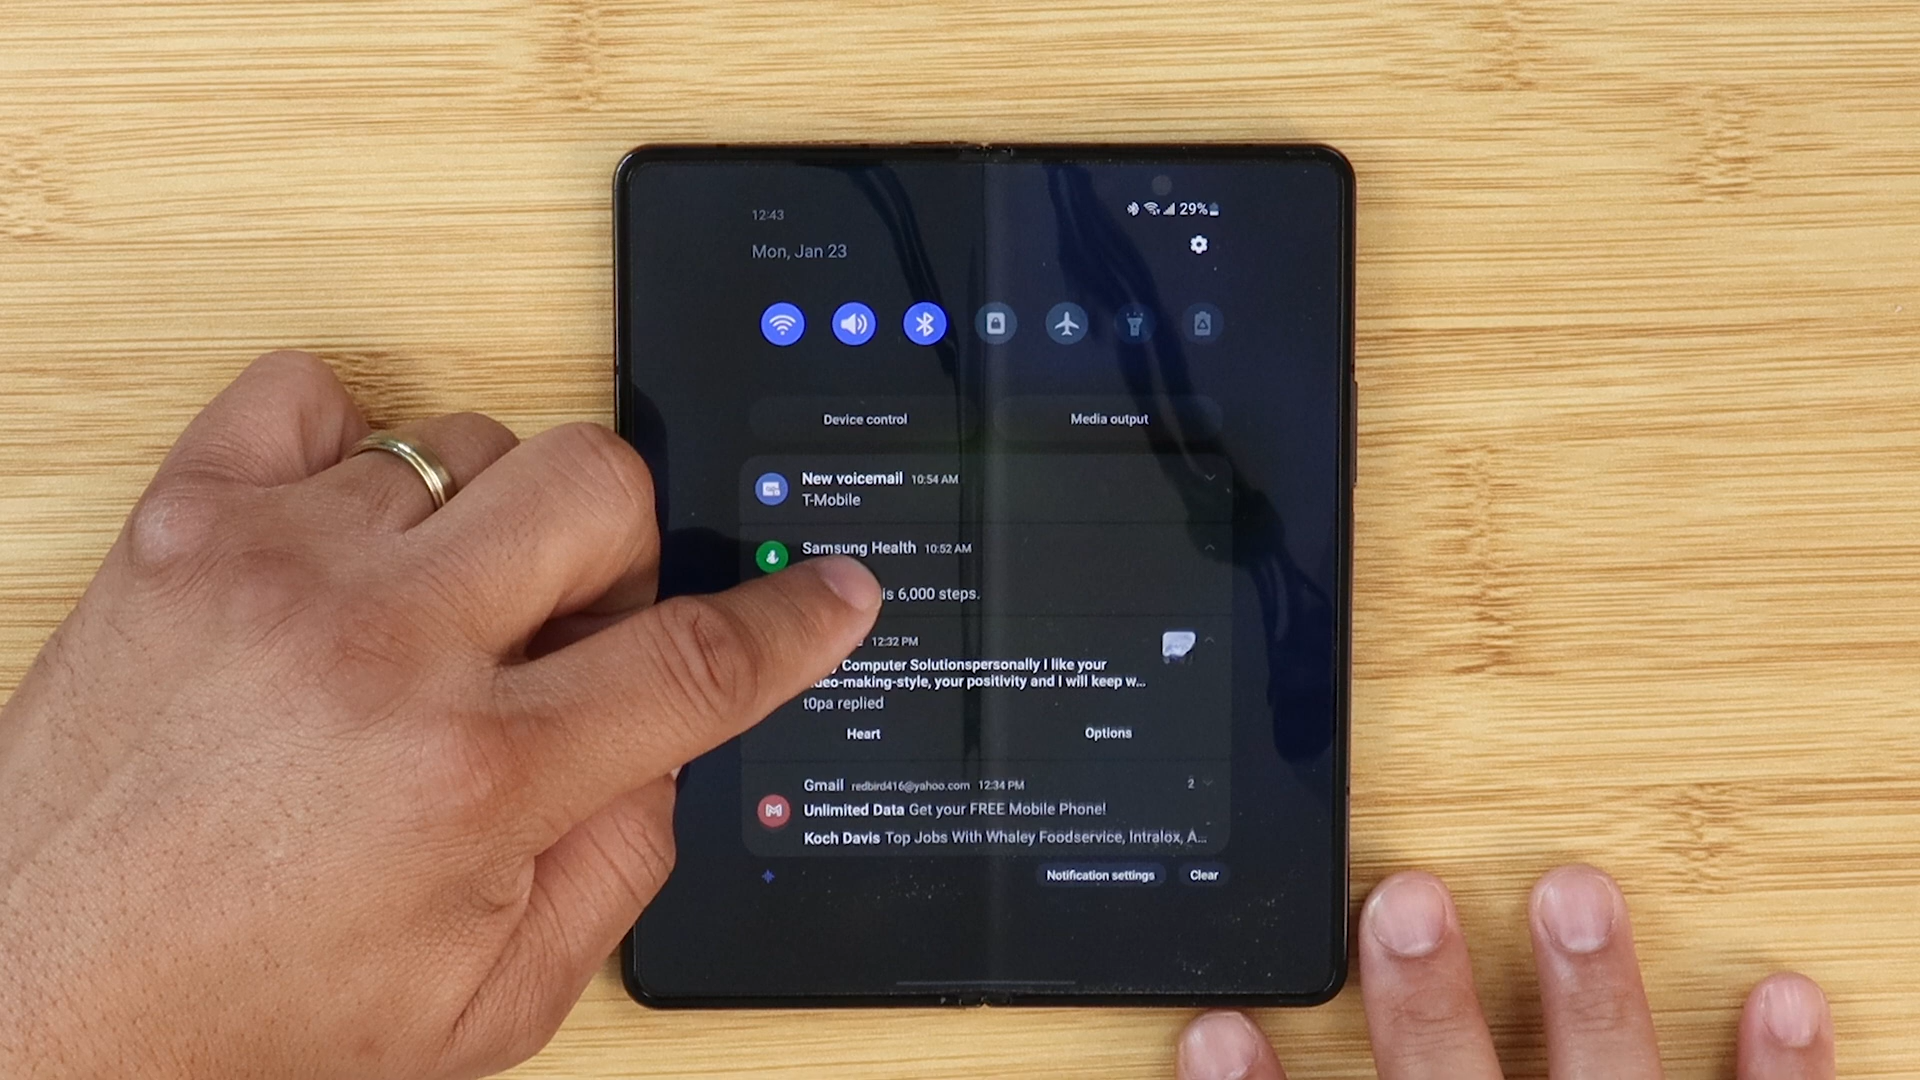 12:43
29%
Mon, Jan 23
Device control
Media output
New voicemail 10:54 AM
T-Mobile
Samsung Health 10:52 AM
is 6,000 steps.
12:32 PM
Computer Solutionspersonally I like your
-making-style, your positivity and I will keep w...
t0pa replied
Heart
Options
Gmail redbird416@yahoo.com 12:34 PM 2
Unlimited Data Get your FREE Mobile Phone!
Koch Davis Top Jobs With Whaley Foodservice, Intralox, A...
Notification settings
Clear